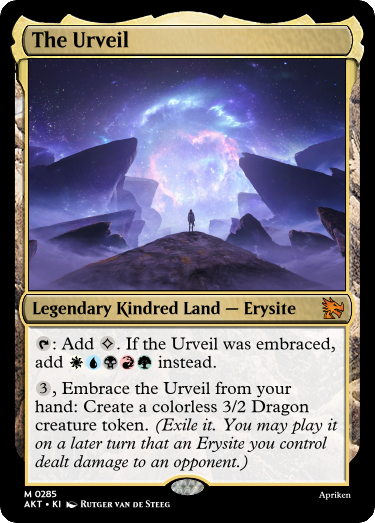 The Urveil
Legendary Kindred Land — Erysite
{T}: Add {C}. If the Urveil was embraced,
add {W}{U}{B}{R}{G} instead.
{3}, Embrace the Urveil from your
hand: Create a colorless 3/2 Dragon
creature token. (Exile it. You may play it
on a later turn that an Erysite you control
dealt damage to an opponent.)
M 0285
AKT • KI Rutger van de Steeg
Apriken